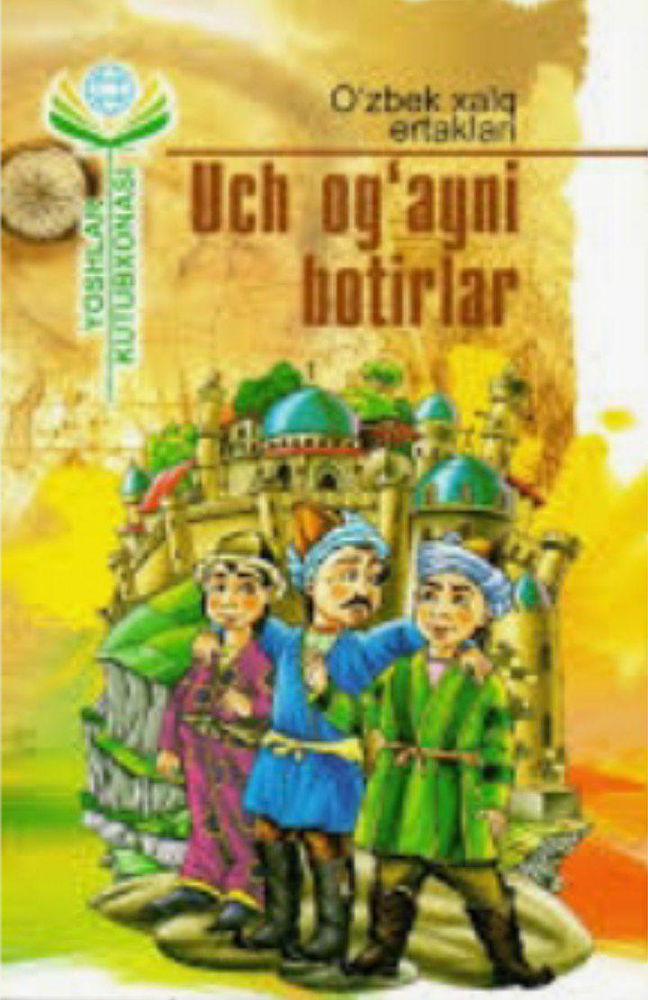 O'zbek xalq
ertaklari
Uch og‘ayni
botirlar
YOSHLAR
KUTUBXONASI